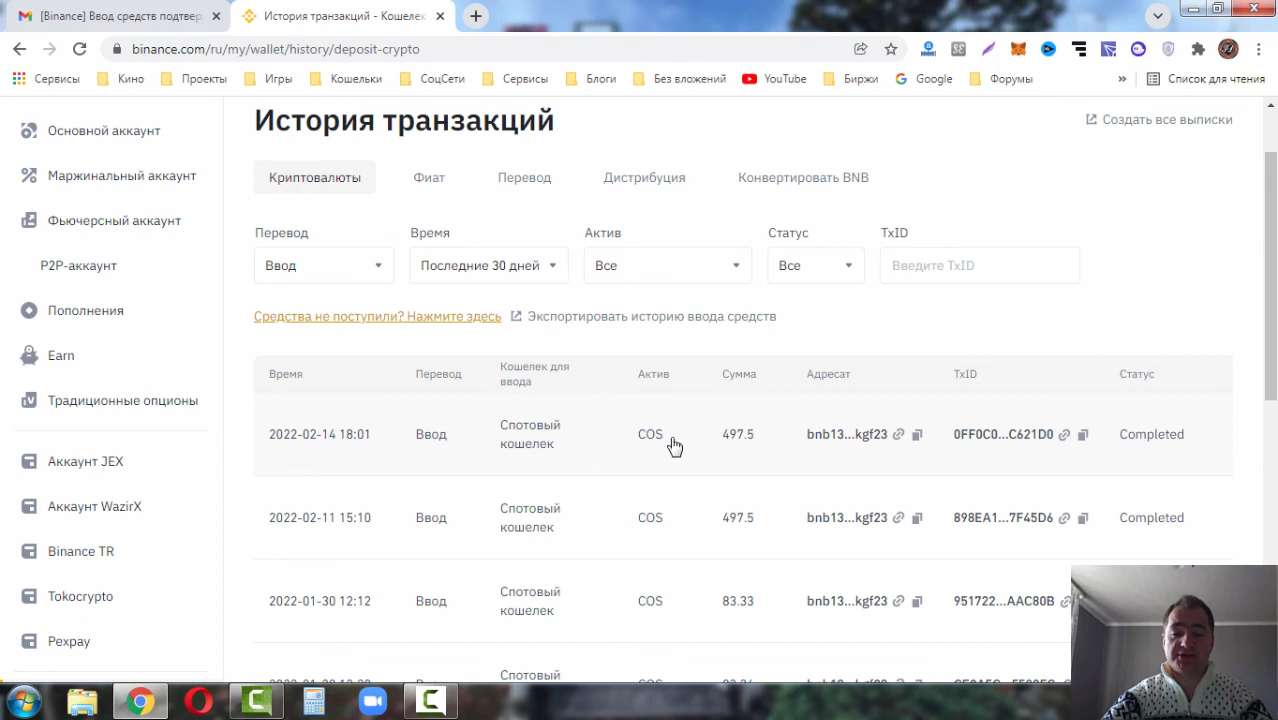 [Binance] Ввод средств подтвер
История транзакций - Кошелек
binance.com/ru/my/wallet/history/deposit-crypto
Сервисы Кино Проекты Игры Кошельки СоцСети Сервисы Блоги Без вложений YouTube Биржи Google Форумы » Список для чтения
Основной аккаунт
Маржинальный аккаунт
Фьючерсный аккаунт
P2P-аккаунт
Пополнения
Earn
Традиционные опционы
Аккаунт JEX
Аккаунт WazirX
Binance TR
Tokocrypto
Pexpay
История транзакций
Создать все выписки
Криптовалюты Фиат Перевод Дистрибуция Конвертировать BNB
Перевод Время Актив Статус TxID
Ввод Последние 30 дней Все Все Введите TxID
Средства не поступили? Нажмите здесь Экспортировать историю ввода средств
Время Перевод Кошелек для ввода Актив Сумма Адресат TxID Статус
2022-02-14 18:01 Ввод Спотовый кошелек COS 497.5 bnb13...kgf23 0FF0C0...C621D0 Completed
2022-02-11 15:10 Ввод Спотовый кошелек COS 497.5 bnb13...kgf23 898EA1...7F45D6 Completed
2022-01-30 12:12 Ввод Спотовый кошелек COS 83.33 bnb13...kgf23 951722...AAC80B
Спотовый